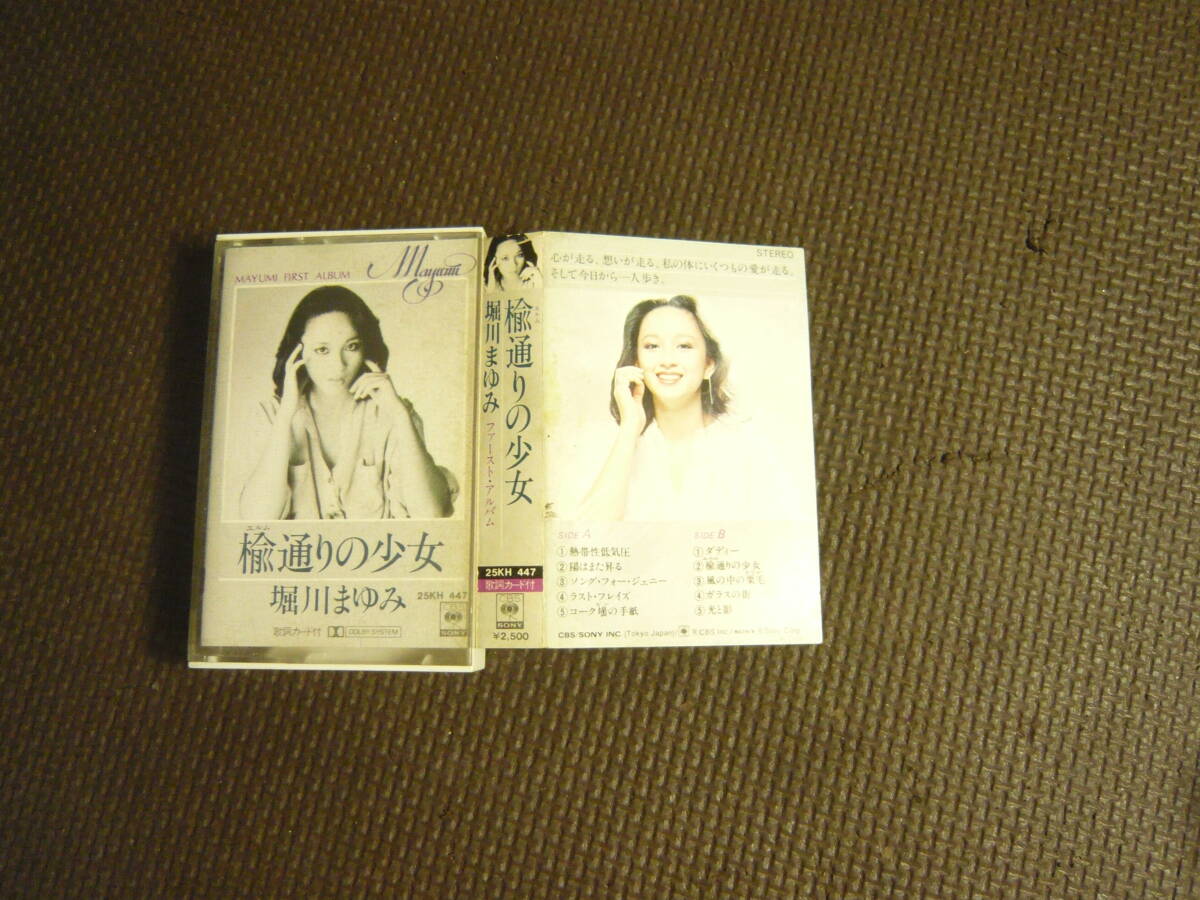 MAYUMI FIRST ALBUM
Mayumi
エルム
楡通りの少女
堀川まゆみ
25KH 447
歌詞カード付
DOLBY SYSTEM
CBS
SONY
エルム
楡通りの少女
堀川まゆみ ファースト・アルバム
25KH 447
歌詞カード付
CBS
SONY
¥2,500
STEREO
心が走る、想いが走る、私の体にいくつもの愛が走る。
そして今日から一人歩き。
SIDE A
①熱帯性低気圧
②陽はまた昇る
③ソング・フォー・ジェニー
④ラスト・フレイズ
⑤コーク瓶の手紙
SIDE B
①ダディー
②楡通りの少女
③風の中の栗毛
④ガラスの街
⑤光と影
CBS/SONY INC. (Tokyo Japan)/
CBS INC./
Sony Corp.